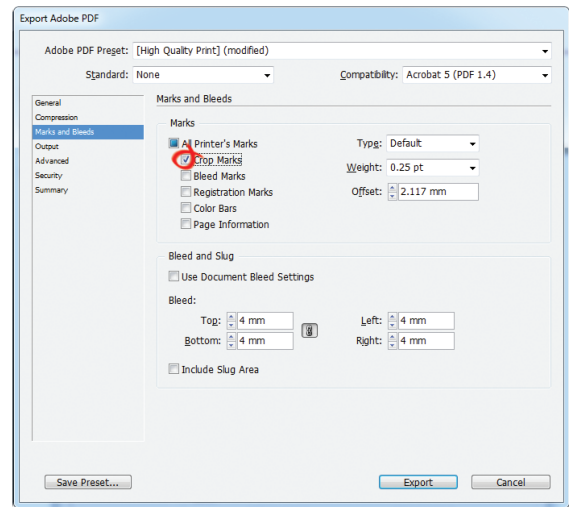 Export Adobe PDF
Adobe PDF Preset: [High Quality Print] (modified)
Standard: None Compatibility: Acrobat 5 (PDF 1.4)
General
Compression
Marks and Bleeds
Output
Advanced
Security
Summary
Marks and Bleeds
Marks
All Printer's Marks
Crop Marks
Bleed Marks
Registration Marks
Color Bars
Page Information
Type: Default
Weight: 0.25 pt
Offset: 2.117 mm
Bleed and Slug
Use Document Bleed Settings
Bleed:
Top: 4 mm Left: 4 mm
Bottom: 4 mm Right: 4 mm
Include Slug Area
Save Preset... Export Cancel